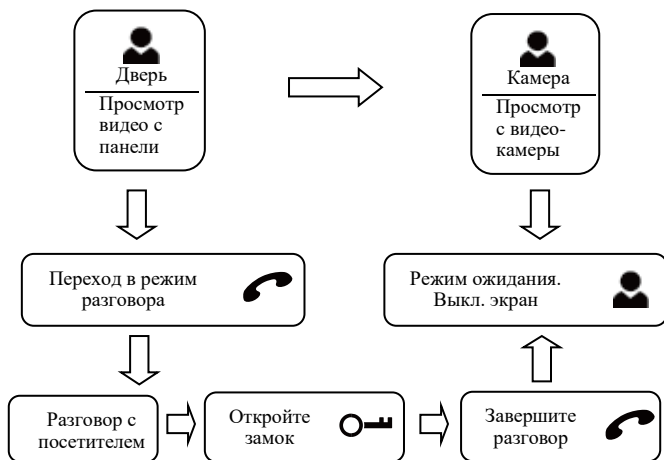 Дверь
Просмотр
видео с
панели
Камера
Просмотр
с видео-
камеры
Переход в режим
разговора
Режим ожидания.
Выкл. экран
Разговор с
посетителем
Откройте
замок
Завершите
разговор